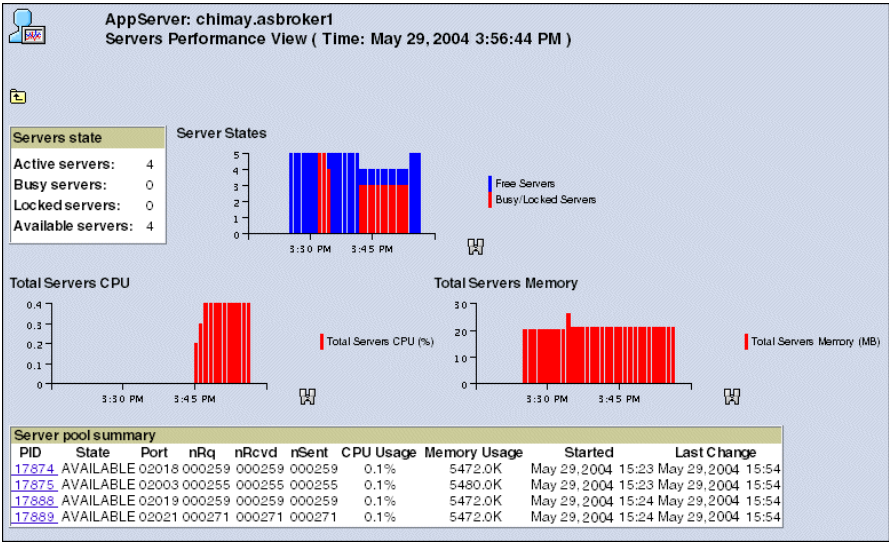 AppServer: chimay.asbroker1
Servers Performance View ( Time: May 29, 2004 3:56:44 PM )
Servers state
Active servers: 4
Busy servers: 0
Locked servers: 0
Available servers: 4
Server States
5
4
3
2
1
0
3:30 PM 3:45 PM
Free Servers
Busy/Locked Servers
Total Servers CPU
0.4
0.3
0.2
0.1
0
3:30 PM 3:45 PM
Total Servers CPU (%)
Total Servers Memory
30
20
10
0
3:30 PM 3:45 PM
Total Servers Memory (MB)
Server pool summary
PID State Port nRq nRcvd nSent CPU Usage Memory Usage Started Last Change
17874 AVAILABLE 02018 000259 000259 000259 0.1% 5472.0K May 29, 2004 15:23 May 29, 2004 15:54
17875 AVAILABLE 02003 000255 000255 000255 0.1% 5480.0K May 29, 2004 15:23 May 29, 2004 15:54
17888 AVAILABLE 02019 000259 000259 000259 0.1% 5472.0K May 29, 2004 15:24 May 29, 2004 15:54
17889 AVAILABLE 02021 000271 000271 000271 0.1% 5472.0K May 29, 2004 15:24 May 29, 2004 15:54